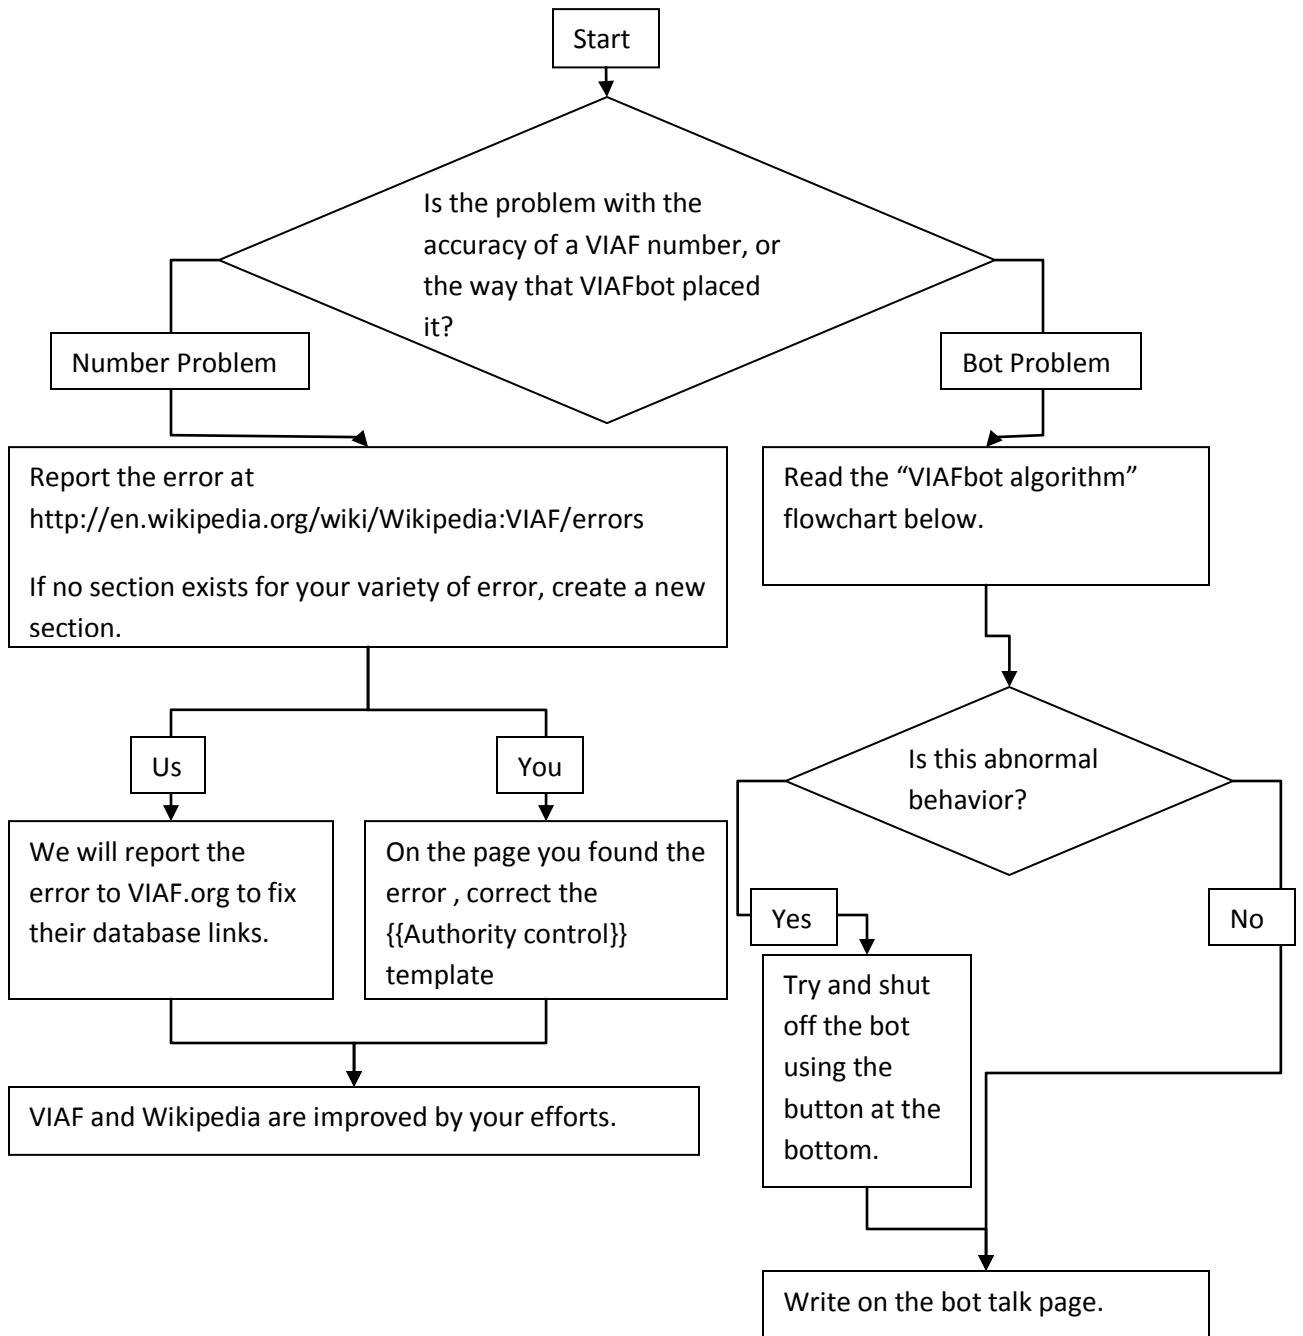 Start
Is the problem with the
accuracy of a VIAF number, or
the way that VIAFbot placed
it?
Number Problem
Bot Problem
Report the error at
http://en.wikipedia.org/wiki/Wikipedia:VIAF/errors
If no section exists for your variety of error, create a new
section.
Read the “VIAFbot algorithm”
flowchart below.
Us
You
Is this abnormal
behavior?
We will report the
error to VIAF.org to fix
their database links.
On the page you found the
error , correct the
{{Authority control}}
template
Yes
No
Try and shut
off the bot
using the
button at the
bottom.
VIAF and Wikipedia are improved by your efforts.
Write on the bot talk page.